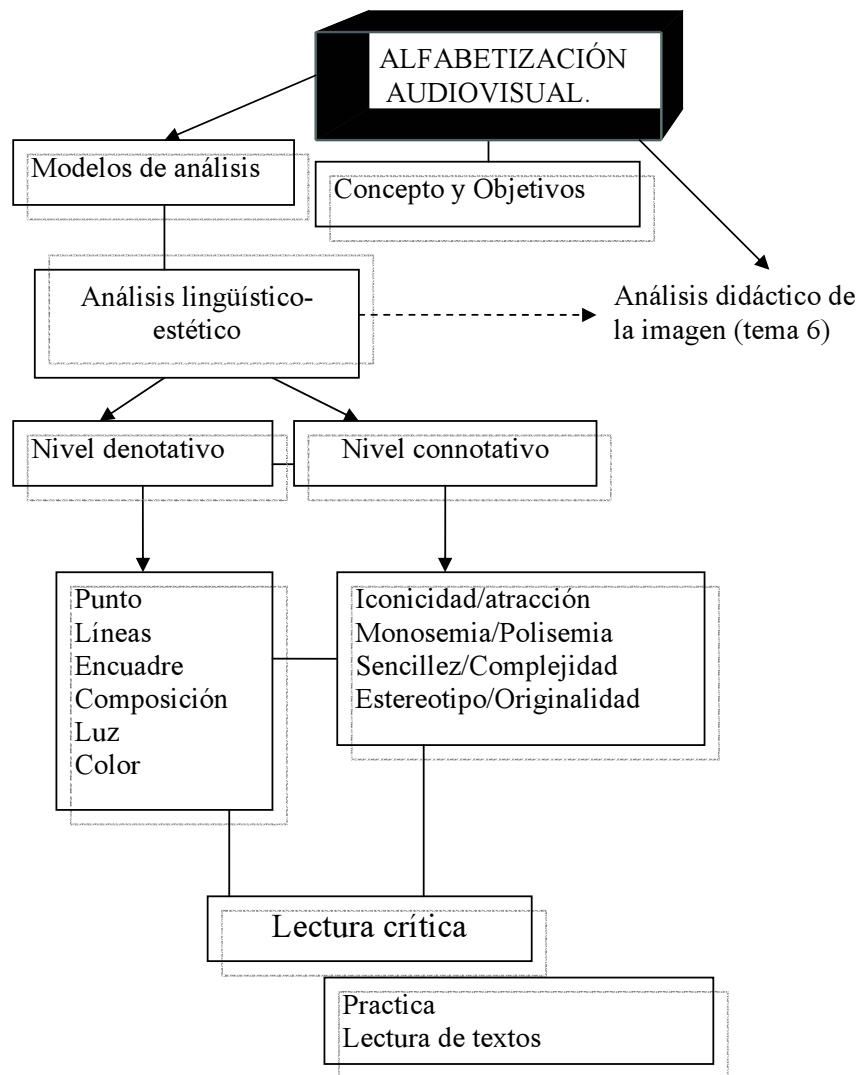 ALFABETIZACIÓN
AUDIOVISUAL.
Modelos de análisis
Concepto y Objetivos
Análisis lingüístico-
estético
Análisis didáctico de
la imagen (tema 6)
Nivel denotativo
Nivel connotativo
Punto
Líneas
Encuadre
Composición
Luz
Color
Iconicidad/atracción
Monosemia/Polisemia
Sencillez/Complejidad
Estereotipo/Originalidad
Lectura crítica
Practica
Lectura de textos